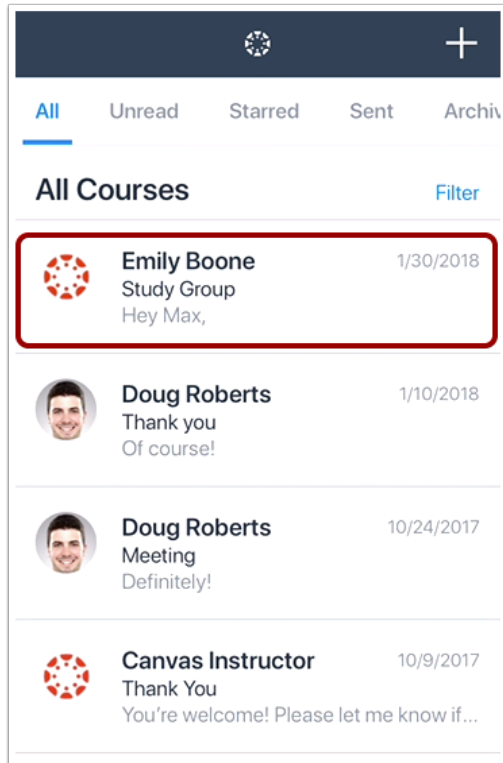 All Unread Starred Sent Archiv
All Courses Filter
Emily Boone 1/30/2018
Study Group
Hey Max,
Doug Roberts 1/10/2018
Thank you
Of course!
Doug Roberts 10/24/2017
Meeting
Definitely!
Canvas Instructor 10/9/2017
Thank You
You're welcome! Please let me know if...